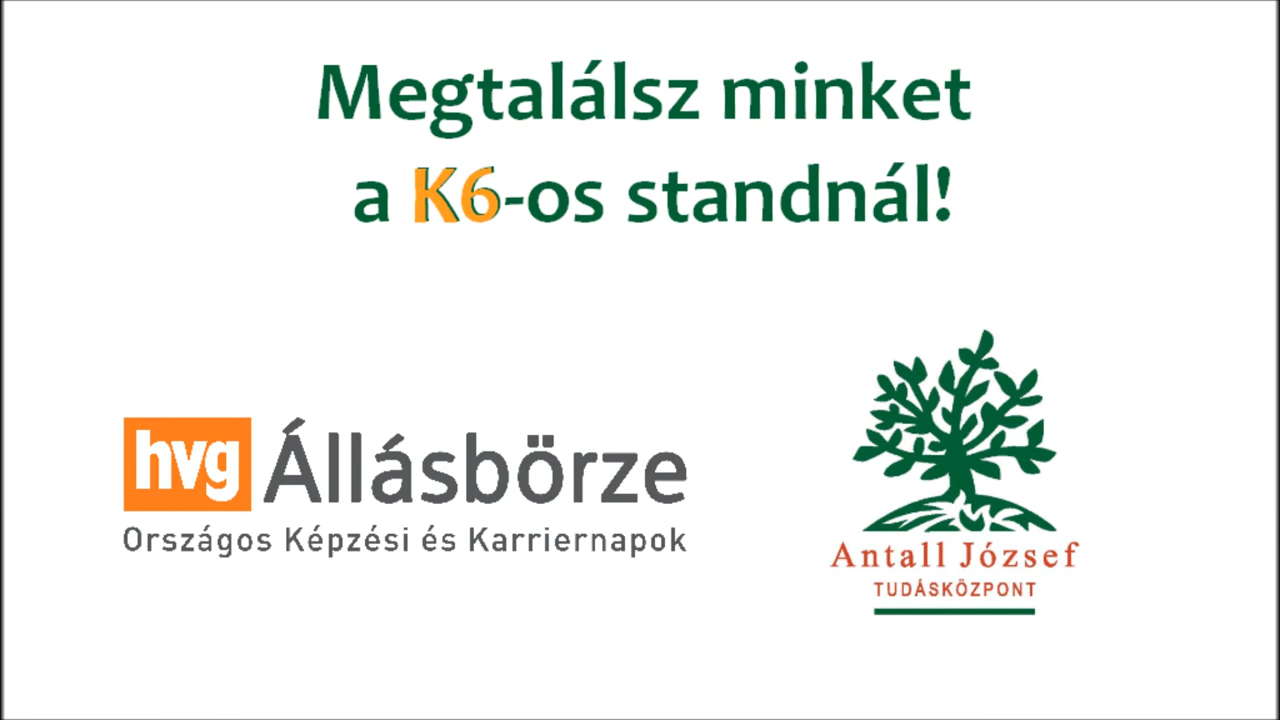 Megtalálsz minket
a K6-os standnál!
hvg Állásbörze
Országos Képzési és Karriernapok
Antall József
TUDÁSKÖZPONT